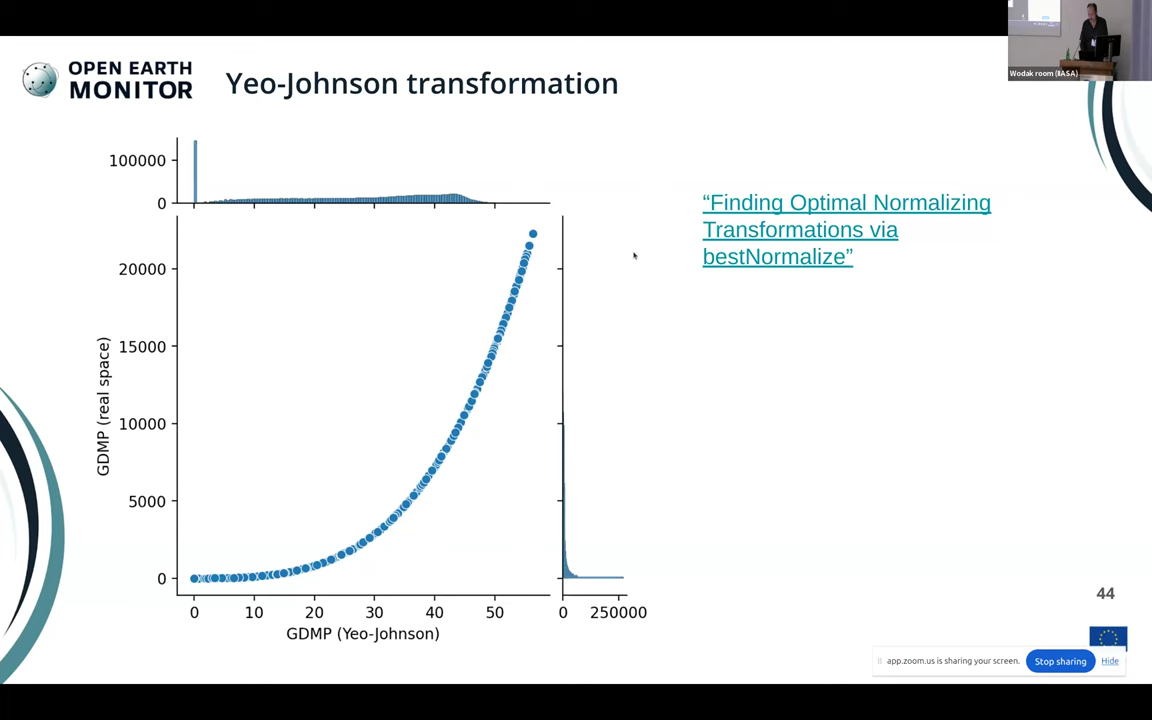 Wodak room (IIASA)
OPEN EARTH
MONITOR
Yeo-Johnson transformation
100000
0
20000
15000
10000
5000
0
GDMP (real space)
0 10 20 30 40 50
GDMP (Yeo-Johnson)
0 250000
“Finding Optimal Normalizing
Transformations via
bestNormalize”
44
app.zoom.us is sharing your screen. Stop sharing Hide